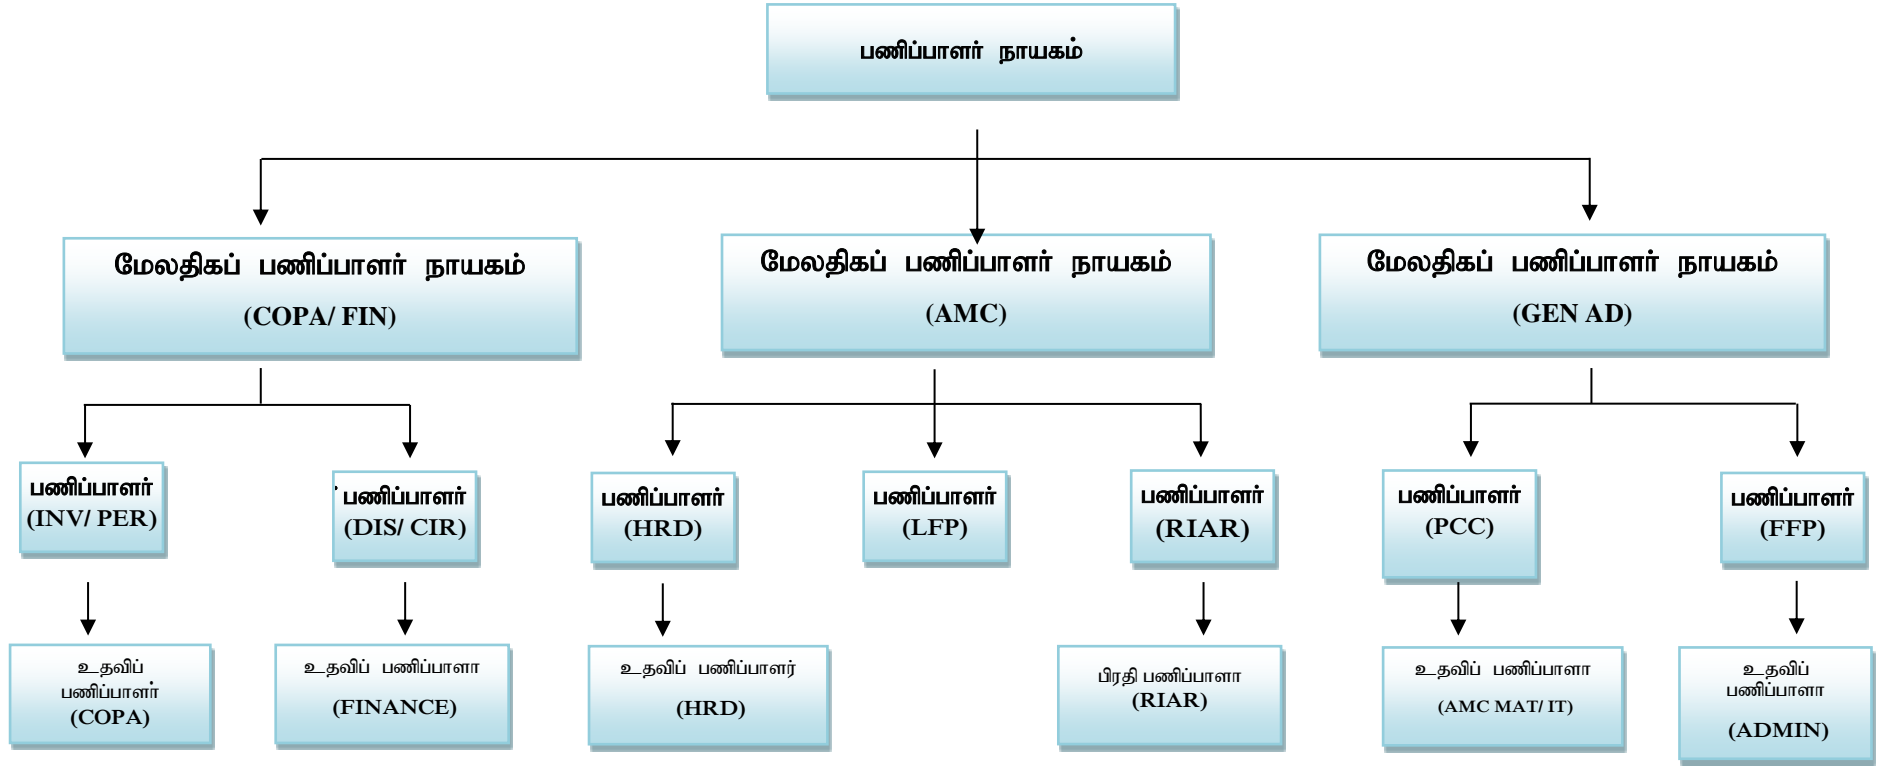 பணிப்பாளர் நாயகம்
மேலதிகப் பணிப்பாளர் நாயகம்
(COPA/ FIN)
மேலதிகப் பணிப்பாளர் நாயகம்
(AMC)
மேலதிகப் பணிப்பாளர் நாயகம்
(GEN AD)
பணிப்பாளர்
(INV/ PER)
பணிப்பாளர்
(DIS/ CIR)
பணிப்பாளர்
(HRD)
பணிப்பாளர்
(LFP)
பணிப்பாளர்
(RIAR)
பணிப்பாளர்
(PCC)
பணிப்பாளர்
(FFP)
உதவிப்
பணிப்பாளர்
(COPA)
உதவிப் பணிப்பாளா
(FINANCE)
உதவிப் பணிப்பாளர்
(HRD)
பிரதி பணிப்பாளா
(RIAR)
உதவிப் பணிப்பாளா
(AMC MAT/ IT)
உதவிப்
பணிப்பாளா
(ADMIN)